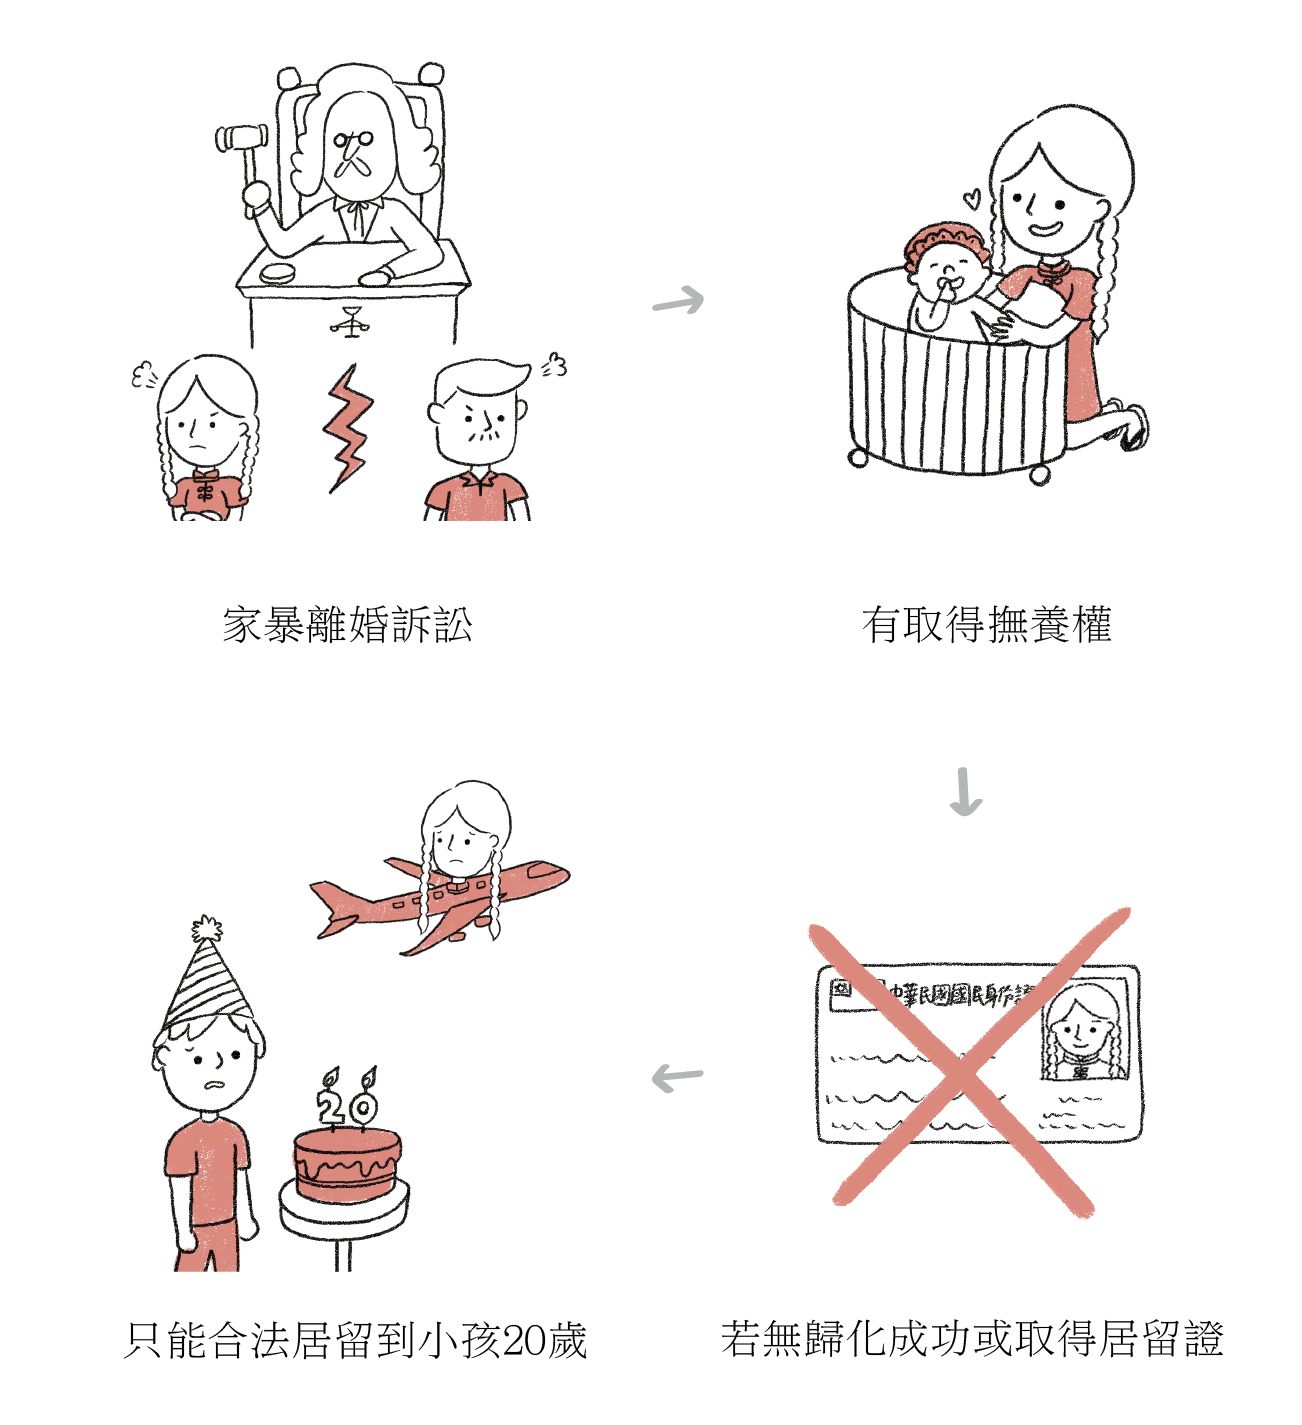 家暴離婚訴訟
有取得撫養權
中華民國國民身份證
若無歸化成功或取得居留證
20
只能合法居留到小孩20歲